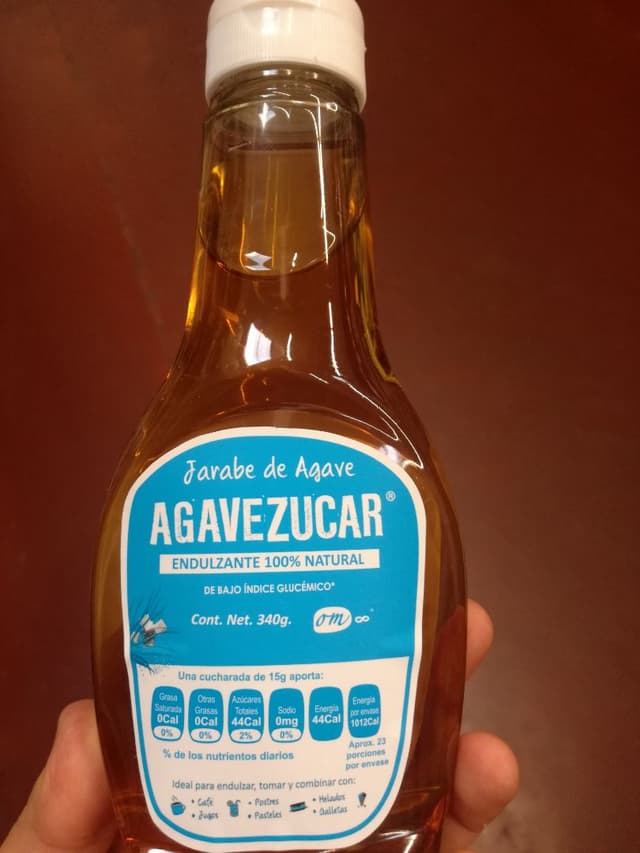 Jarabe de Agave
AGAVEZUCAR®
ENDULZANTE 100% NATURAL
DE BAJO ÍNDICE GLUCÉMICO*
Cont. Net. 340g.
om ∞
Una cucharada de 15g aporta:
Grasa Saturada 0Cal 0%
Otras Grasas 0Cal 0%
Azúcares Totales 44Cal 2%
Sodio 0mg 0%
Energía 44Cal
Energía por envase 1012Cal
% de los nutrientes diarios
Aprox. 23
porciones
por envase
Ideal para endulzar, tomar y combinar con:
• Café • Postres • Helados
• Jugos • Pasteles • Galletas